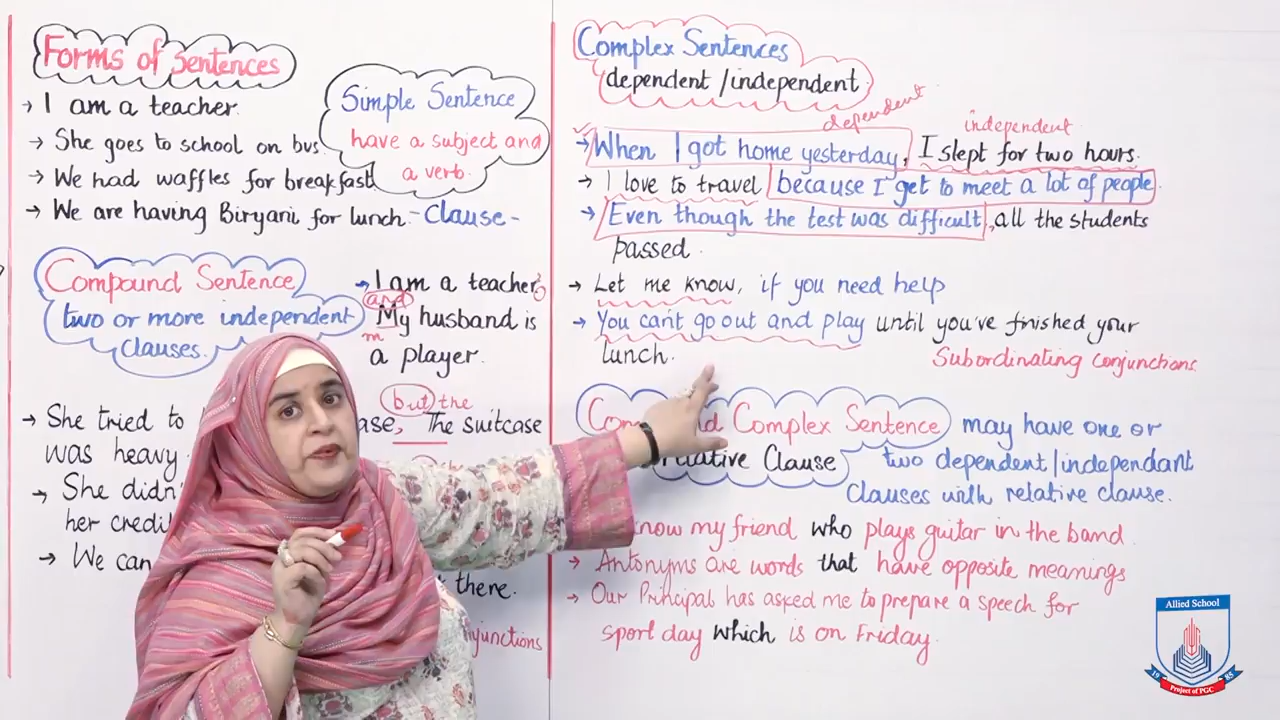 Forms of Sentences
→ I am a teacher.
→ She goes to school on bus.
→ We had waffles for breakfast
→ We are having Biryani for lunch - Clause -
Simple Sentence
have a subject and
a verb.
Compound Sentence
two or more independent
clauses.
→ I am a teacher,
and
My husband is
m
a player.
but the
→ She tried to
The suitcase
was heavy
→ She
her
→ We can
there.
Complex Sentences
dependent / independent
dependent
independent
→ When I got home yesterday, I slept for two hours.
→ I love to travel because I get to meet a lot of people.
→ Even though the test was difficult, all the students
passed.
→ Let me know, if you need help
→ You can't go out and play until you've finished your
lunch.
Subordinating conjunctions
Complex Sentence may have one or
Clause two dependent/independant
Clauses with relative clause.
know my friend who plays guitar in the band.
→ Antonyms are words that have opposite meanings
→ Our Principal has asked me to prepare a speech for
sport day which is on Friday.
Allied School
19 85
Project of PGC